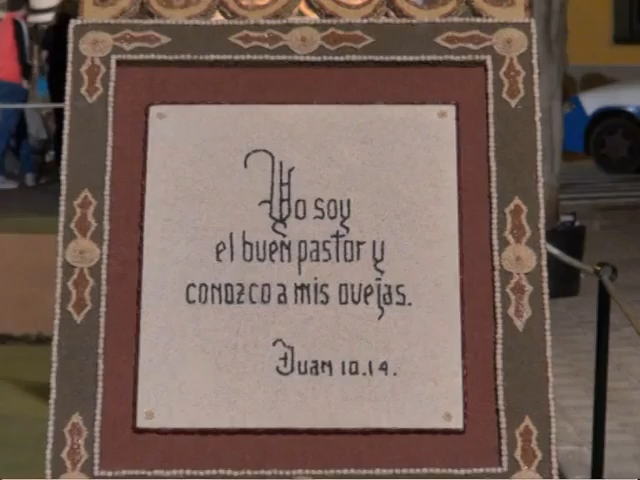 Yo soy
el buen pastor y
conozco a mis ovejas.
Juan 10.14.